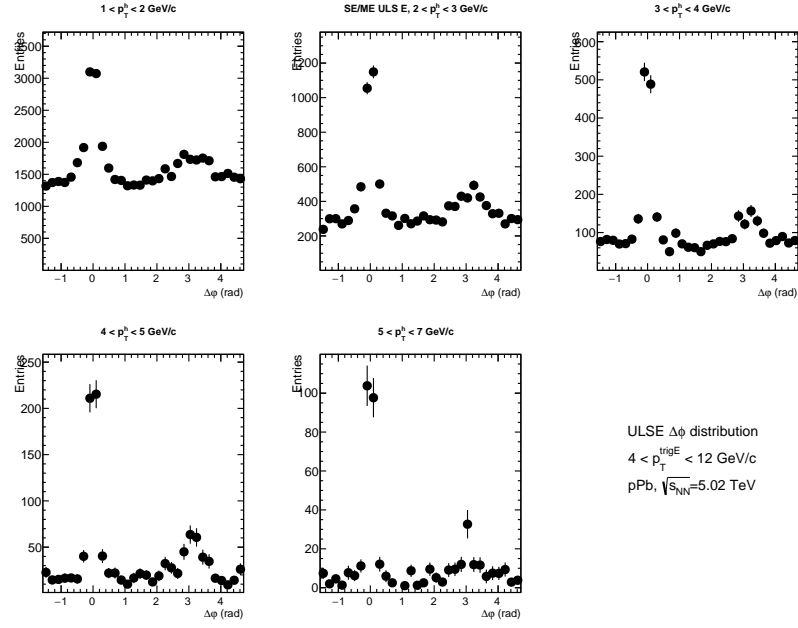 1 < p_T^h < 2 GeV/c
Entries
3500
3000
2500
2000
1500
1000
500
−1 0 1 2 3 4
Δφ (rad)
SE/ME ULS E, 2 < p_T^h < 3 GeV/c
Entries
1200
1000
800
600
400
200
0
−1 0 1 2 3 4
Δφ (rad)
3 < p_T^h < 4 GeV/c
Entries
600
500
400
300
200
100
−1 0 1 2 3 4
Δφ (rad)
4 < p_T^h < 5 GeV/c
Entries
250
200
150
100
50
−1 0 1 2 3 4
Δφ (rad)
5 < p_T^h < 7 GeV/c
Entries
100
80
60
40
20
0
−1 0 1 2 3 4
Δφ (rad)
ULSE Δϕ distribution
4 < p_T^trigE < 12 GeV/c
pPb, √s_NN=5.02 TeV